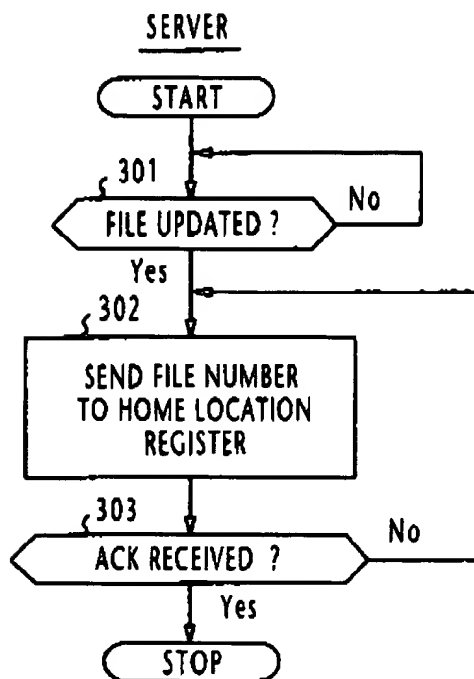 SERVER
START
301
No
FILE UPDATED ?
Yes
302
SEND FILE NUMBER
TO HOME LOCATION
REGISTER
303
No
ACK RECEIVED ?
Yes
STOP